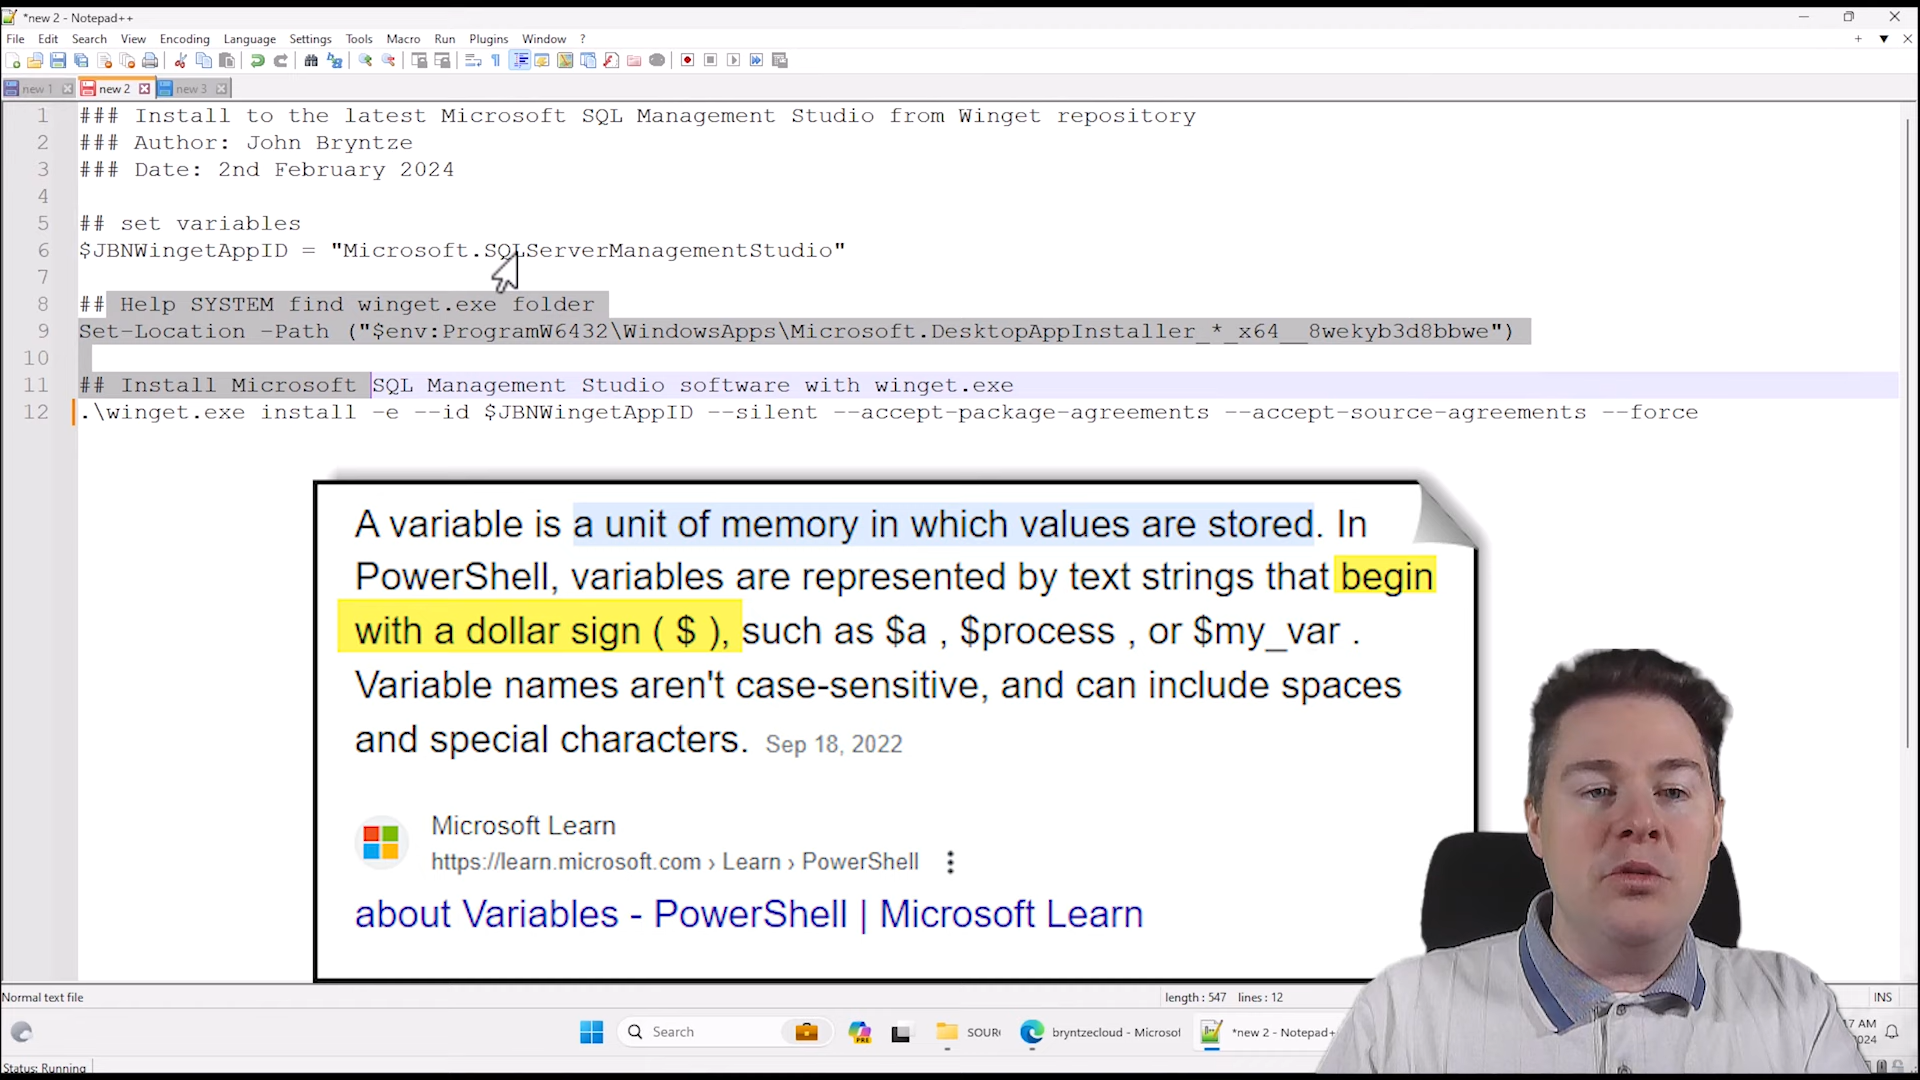 *new 2 - Notepad++
File Edit Search View Encoding Language Settings Tools Macro Run Plugins Window ?
new 1 new 2 new 3
1 ### Install to the latest Microsoft SQL Management Studio from Winget repository
2 ### Author: John Bryntze
3 ### Date: 2nd February 2024
4
5 ## set variables
6 $JBNWingetAppID = "Microsoft.SQLServerManagementStudio"
7
8 ## Help SYSTEM find winget.exe folder
9 Set-Location -Path ("$env:ProgramW6432\WindowsApps\Microsoft.DesktopAppInstaller_*_x64__8wekyb3d8bbwe")
10
11 ## Install Microsoft SQL Management Studio software with winget.exe
12 .\winget.exe install -e --id $JBNWingetAppID --silent --accept-package-agreements --accept-source-agreements --force
A variable is a unit of memory in which values are stored. In
PowerShell, variables are represented by text strings that begin
with a dollar sign ( $ ), such as $a , $process , or $my_var .
Variable names aren't case-sensitive, and can include spaces
and special characters. Sep 18, 2022
Microsoft Learn
https://learn.microsoft.com › Learn › PowerShell
about Variables - PowerShell | Microsoft Learn
Normal text file length : 547 lines : 12 INS
Search PRE SOUR bryntzecloud - Microsof *new 2 - Notepad+ 7 AM
2024
Status: Running